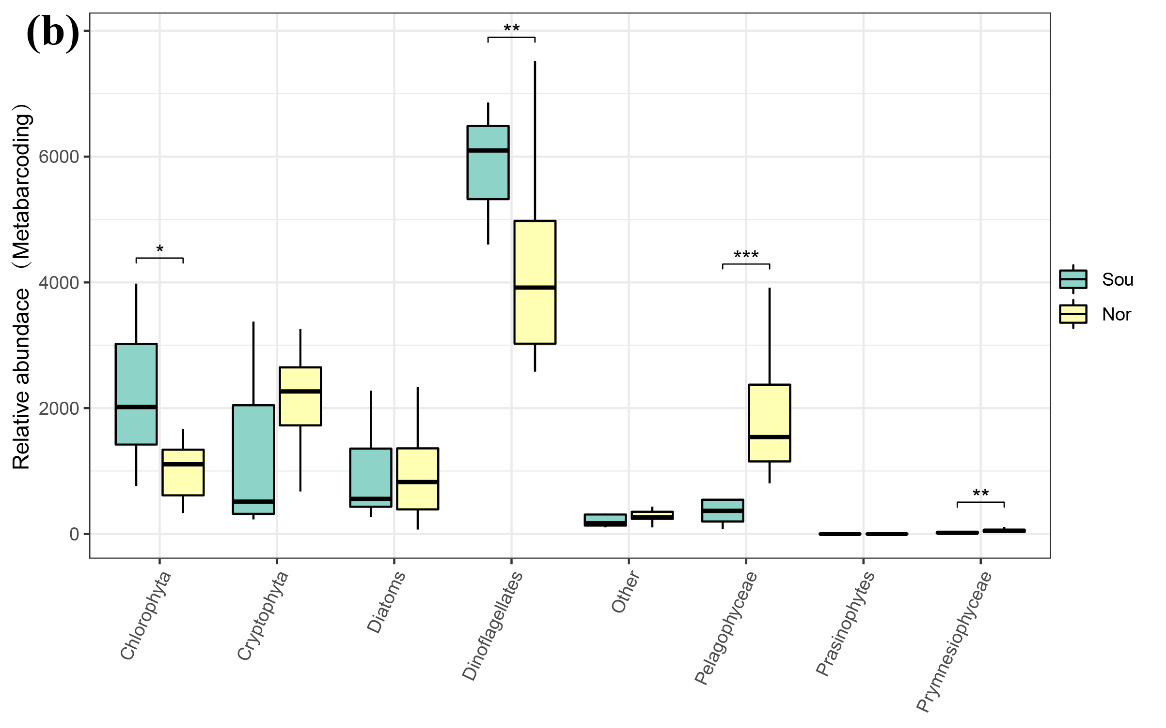 (b)
**
6000
*
4000
***
2000
**
0
Relative abundace （Metabarcoding）
Sou
Nor
Chlorophyta
Cryptophyta
Diatoms
Dinoflagellates
Other
Pelagophyceae
Prasinophytes
Prymnesiophyceae